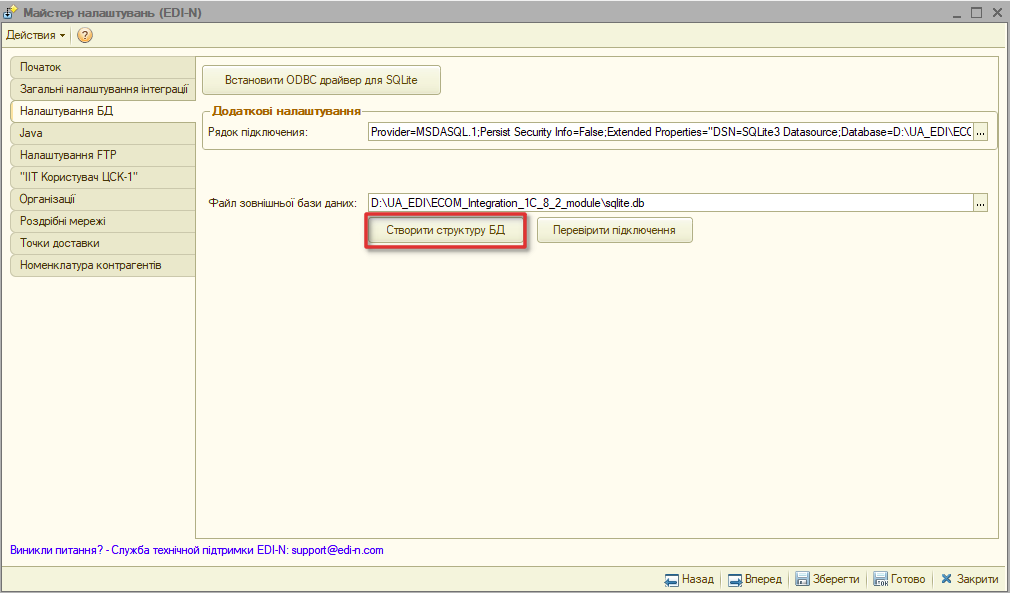 Майстер налаштувань (EDI-N)
Действия
?
Початок
Загальні налаштування інтеграції
Налаштування БД
Java
Налаштування FTP
"ІІТ Користувач ЦСК-1"
Організації
Роздрібні мережі
Точки доставки
Номенклатура контрагентів
Встановити ODBC драйвер для SQLite
Додаткові налаштування
Рядок підключення: Provider=MSDASQL.1;Persist Security Info=False;Extended Properties="DSN=SQLite3 Datasource;Database=D:\UA_EDI\ECO ...
Файл зовнішньої бази даних: D:\UA_EDI\ECOM_Integration_1C_8_2_module\sqlite.db ...
Створити структуру БД Перевірити підключення
Виникли питання? - Служба технічної підтримки EDI-N: support@edi-n.com
Назад Вперед Зберегти Готово Закрити